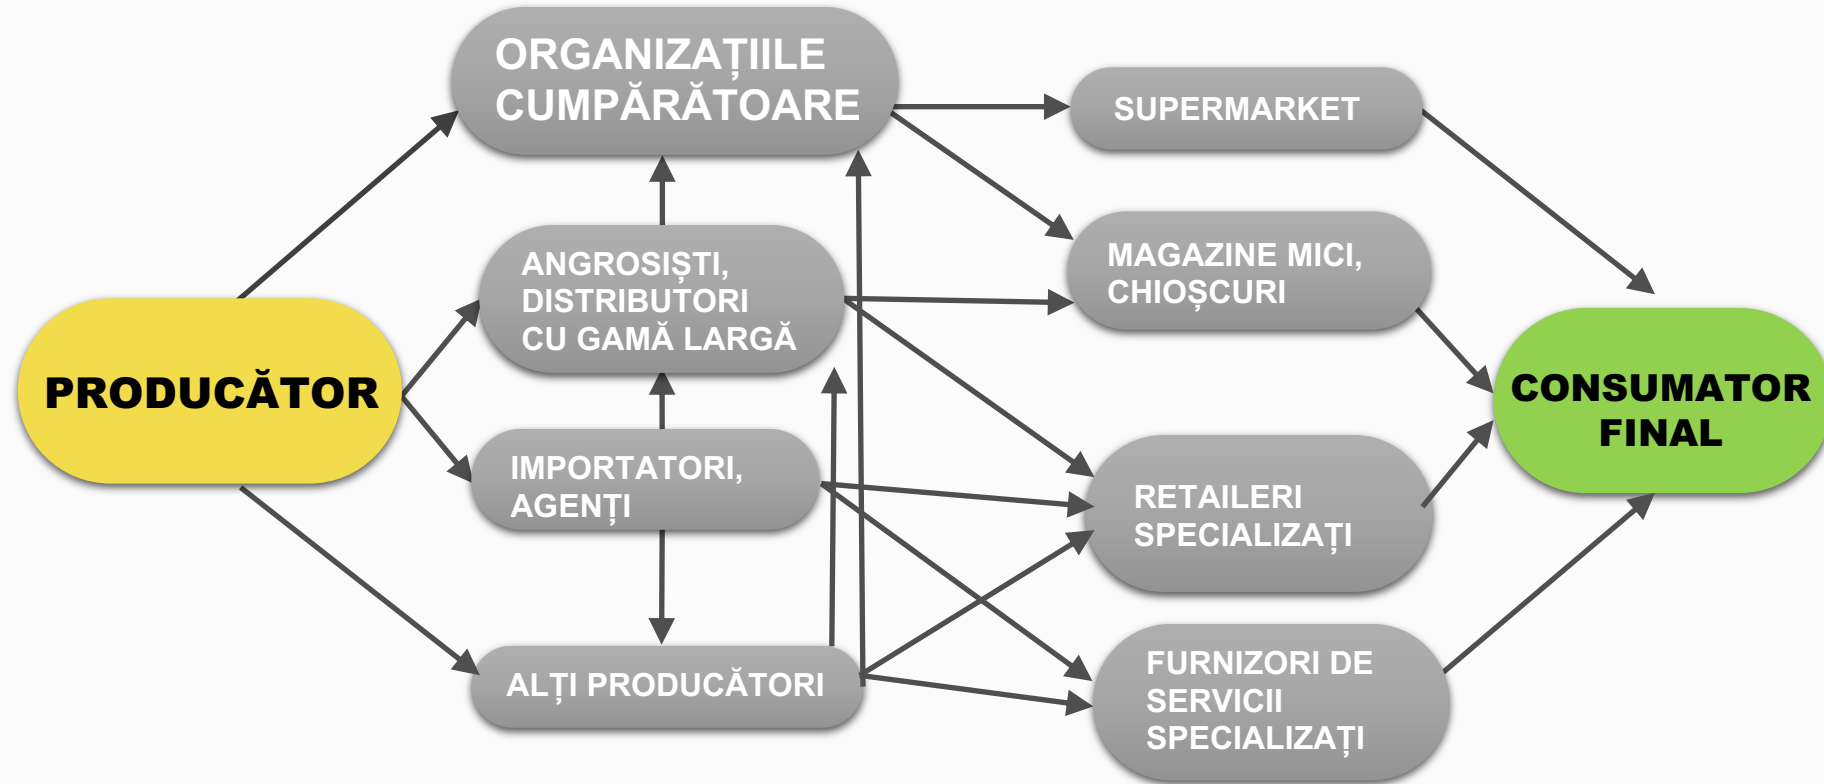 ORGANIZAȚIILE
CUMPĂRĂTOARE
SUPERMARKET
ANGROSIȘTI,
DISTRIBUTORI
CU GAMĂ LARGĂ
MAGAZINE MICI,
CHIOȘCURI
PRODUCĂTOR
CONSUMATOR
FINAL
IMPORTATORI,
AGENȚI
RETAILERI
SPECIALIZAȚI
ALȚI PRODUCĂTORI
FURNIZORI DE
SERVICII
SPECIALIZAȚI